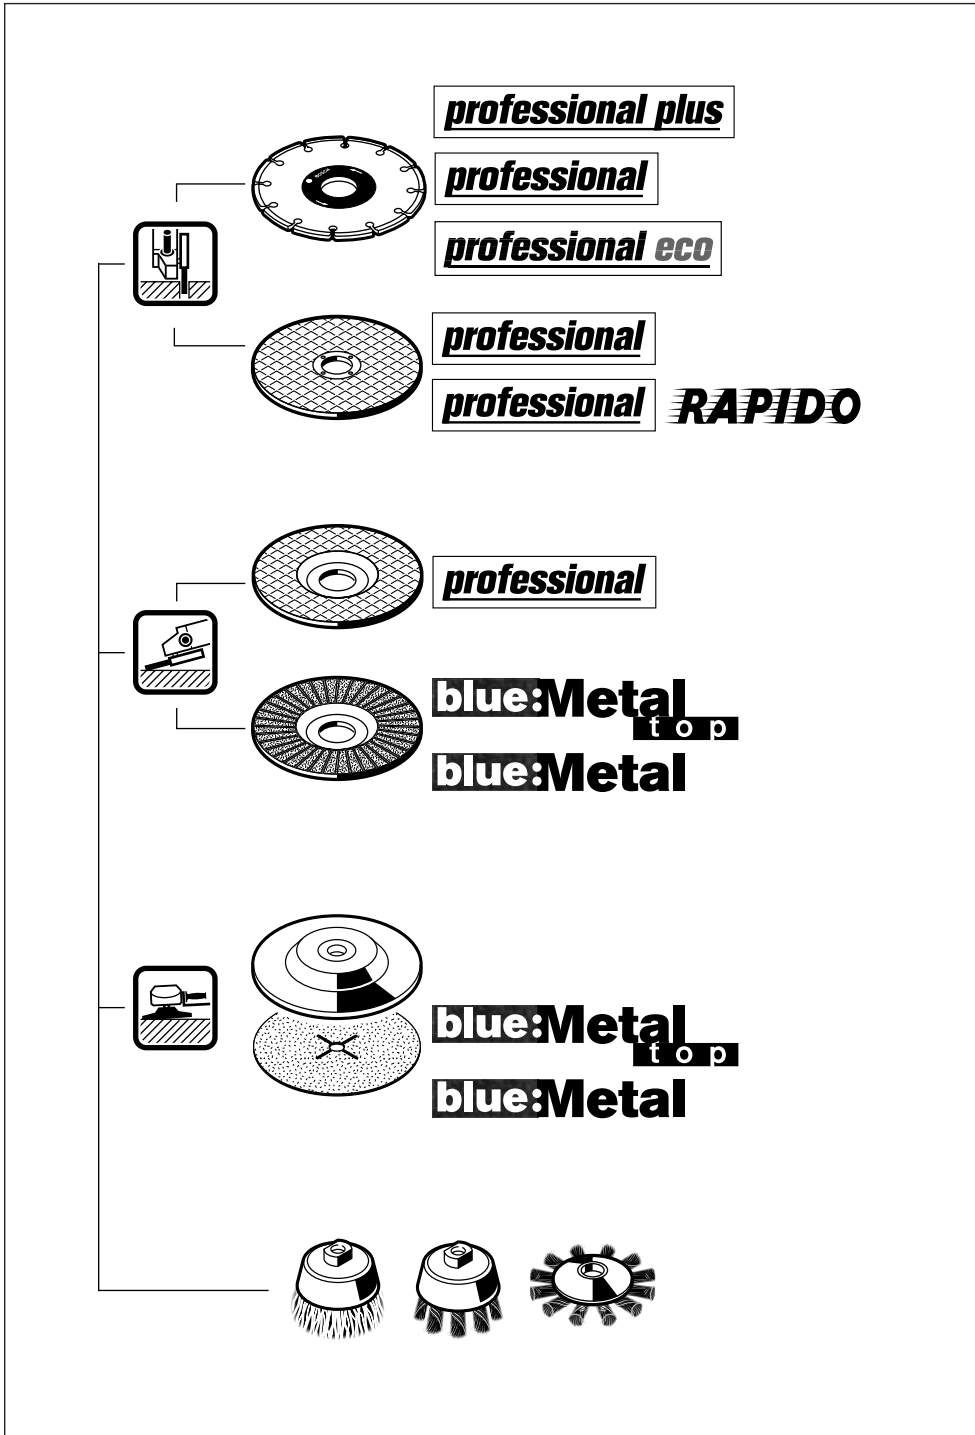 professional plus
professional
BOSCH
professional eco
professional
professional RAPIDO
professional
blue:Metal
top
blue:Metal
blue:Metal
top
blue:Metal